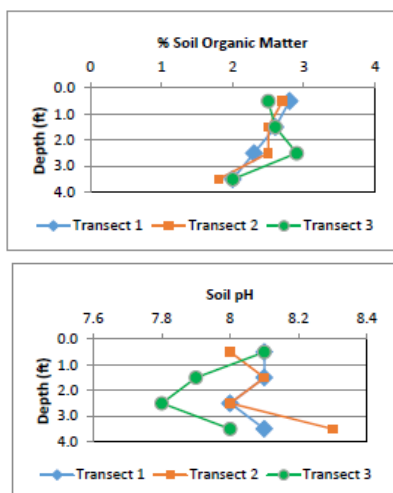 % Soil Organic Matter
0 1 2 3 4
Depth (ft)
0.0
1.0
2.0
3.0
4.0
Transect 1 Transect 2 Transect 3
Soil pH
7.6 7.8 8 8.2 8.4
Depth (ft)
0.0
1.0
2.0
3.0
4.0
Transect 1 Transect 2 Transect 3